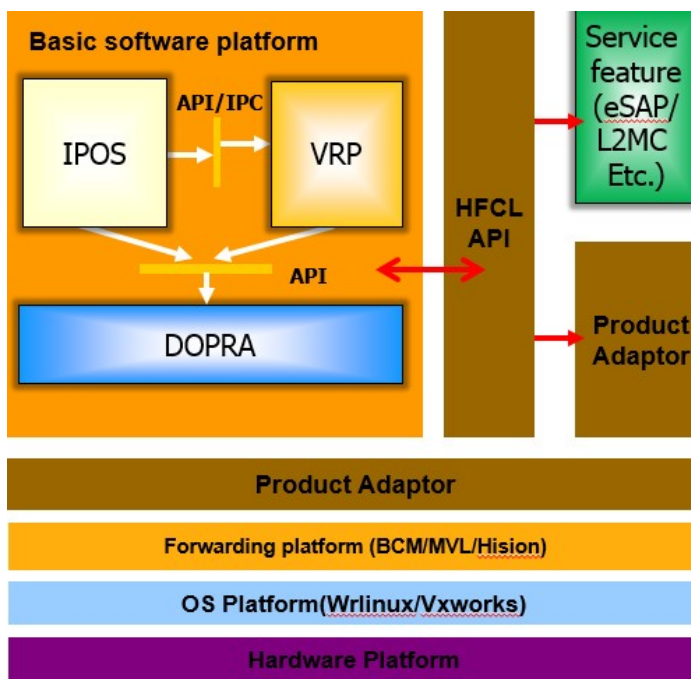 Basic software platform
API/IPC
IPOS
VRP
API
DOPRA
HFCL
API
Service
feature
(eSAP/
L2MC
Etc.)
Product
Adaptor
Product Adaptor
Forwarding platform (BCM/MVL/Hision)
OS Platform(Wrlinux/Vxworks)
Hardware Platform